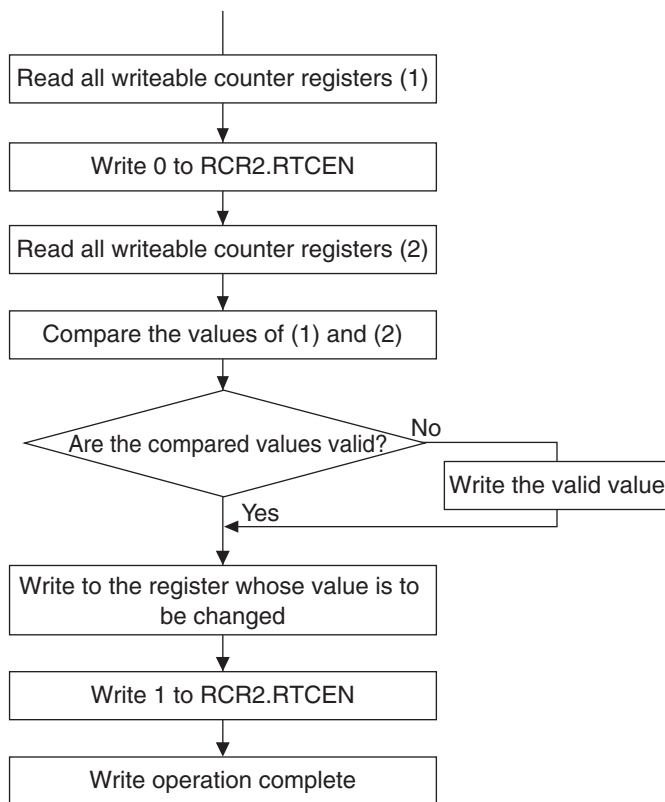 Read all writeable counter registers (1)
Write 0 to RCR2.RTCEN
Read all writeable counter registers (2)
Compare the values of (1) and (2)
Are the compared values valid?
No
Write the valid value
Yes
Write to the register whose value is to
be changed
Write 1 to RCR2.RTCEN
Write operation complete